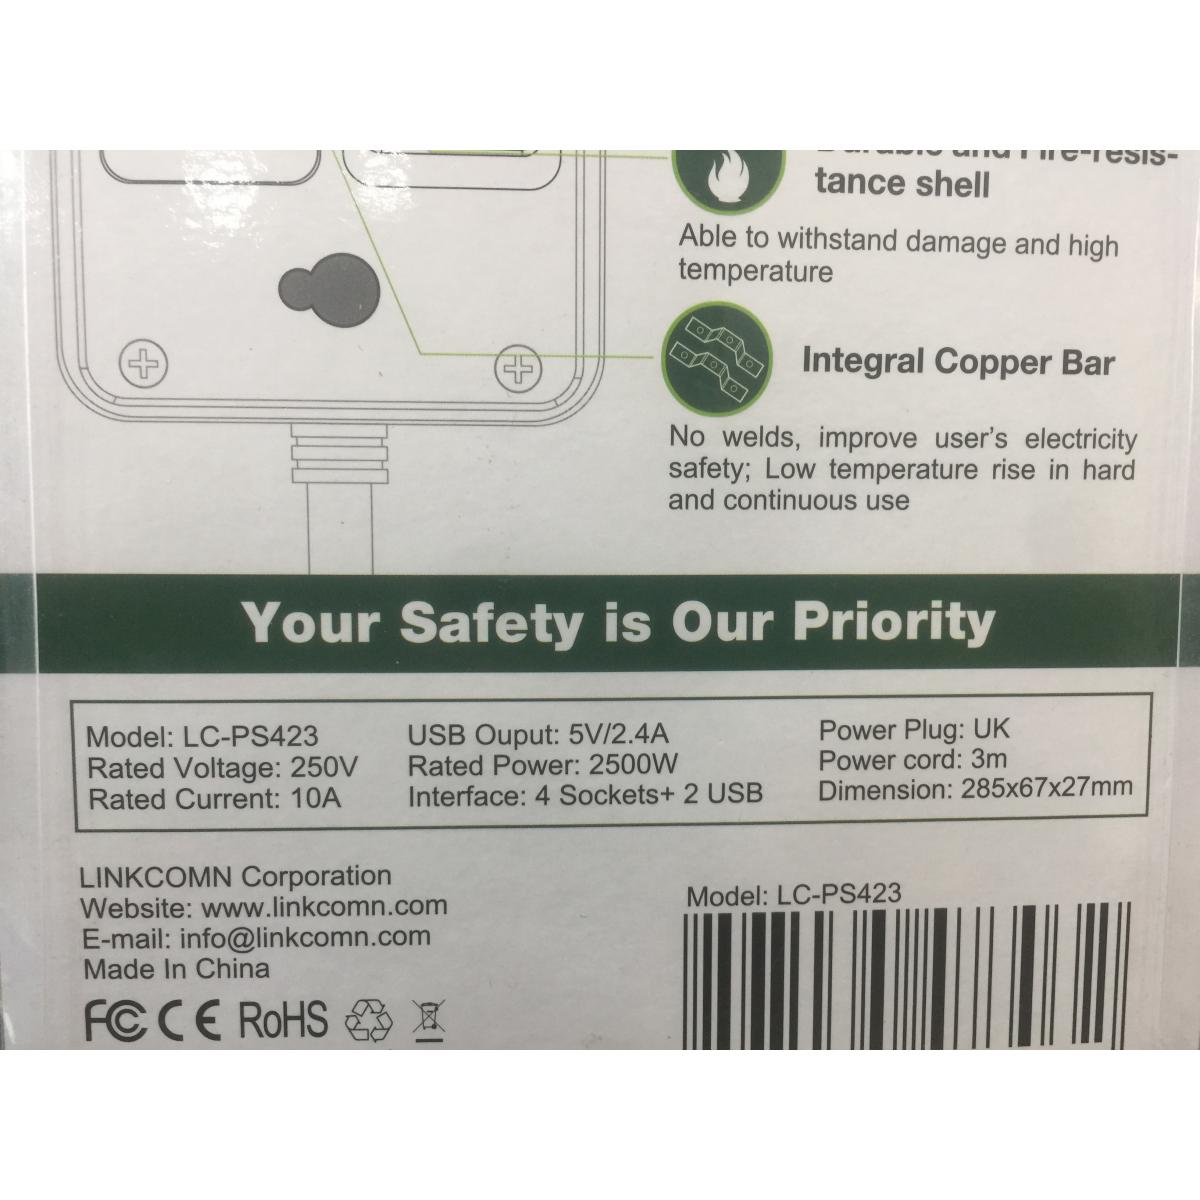 Durable and Fire-resis-
tance shell
Able to withstand damage and high
temperature
Integral Copper Bar
No welds, improve user's electricity
safety; Low temperature rise in hard
and continuous use
Your Safety is Our Priority
Model: LC-PS423
Rated Voltage: 250V
Rated Current: 10A
USB Ouput: 5V/2.4A
Rated Power: 2500W
Interface: 4 Sockets+ 2 USB
Power Plug: UK
Power cord: 3m
Dimension: 285x67x27mm
LINKCOMN Corporation
Website: www.linkcomn.com
E-mail: info@linkcomn.com
Made In China
FC CE RoHS
Model: LC-PS423